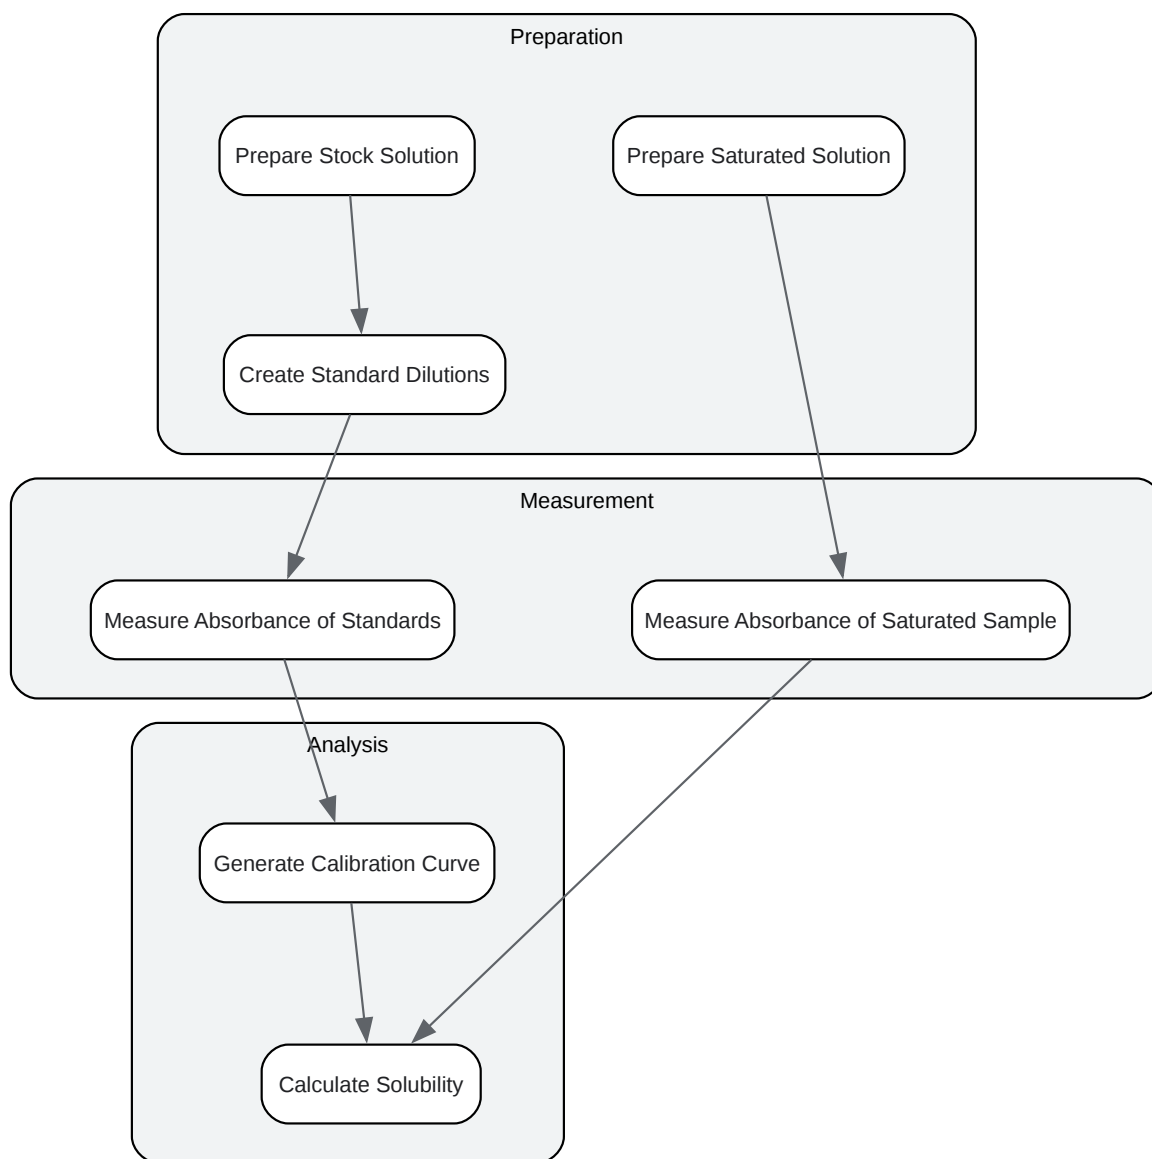 Preparation
Prepare Stock Solution
Prepare Saturated Solution
Create Standard Dilutions
Measurement
Measure Absorbance of Standards
Measure Absorbance of Saturated Sample
Analysis
Generate Calibration Curve
Calculate Solubility